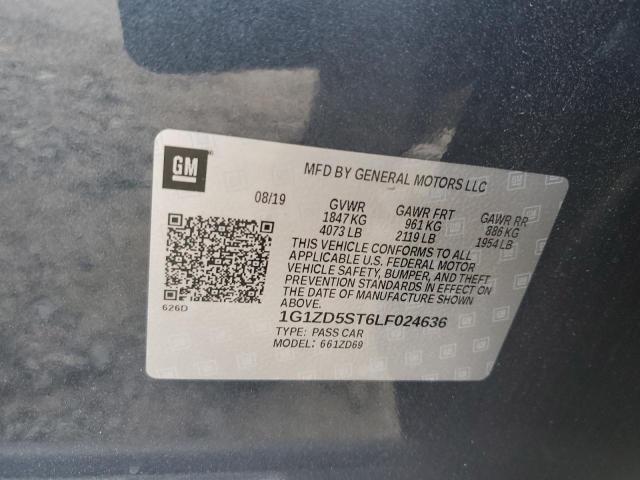 GM
MFD BY GENERAL MOTORS LLC
08/19 GVWR GAWR FRT GAWR RR
1847 KG 961 KG 886 KG
4073 LB 2119 LB 1954 LB
THIS VEHICLE CONFORMS TO ALL
APPLICABLE U.S. FEDERAL MOTOR
VEHICLE SAFETY, BUMPER, AND THEFT
PREVENTION STANDARDS IN EFFECT ON
THE DATE OF MANUFACTURE SHOWN
ABOVE.
626D
1G1ZD5ST6LF024636
TYPE: PASS CAR
MODEL: 661ZD69